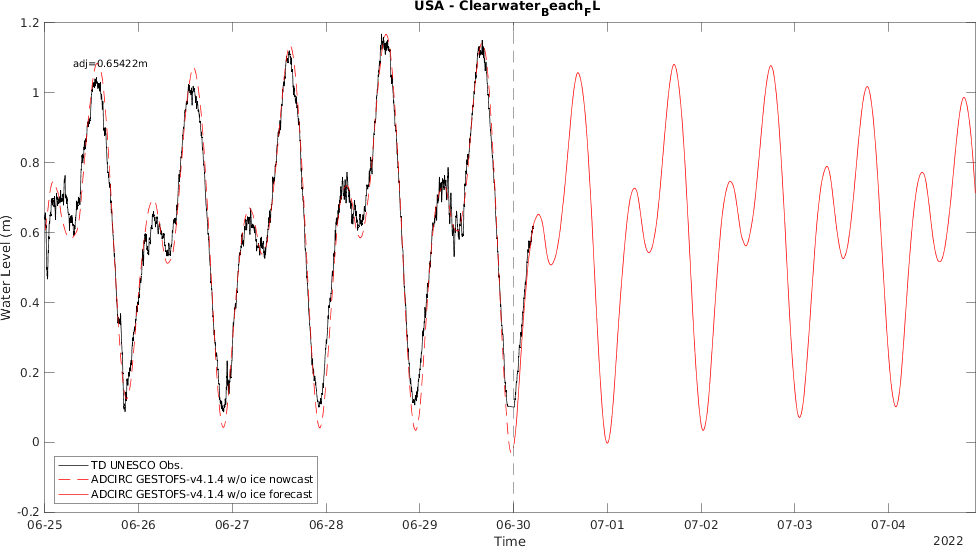 USA - Clearwater_Beach_FL
adj=0.65422m
Water Level (m)
1.2
1
0.8
0.6
0.4
0.2
0
-0.2
TD UNESCO Obs.
ADCIRC GESTOFS-v4.1.4 w/o ice nowcast
ADCIRC GESTOFS-v4.1.4 w/o ice forecast
06-25 06-26 06-27 06-28 06-29 06-30 07-01 07-02 07-03 07-04
Time
2022